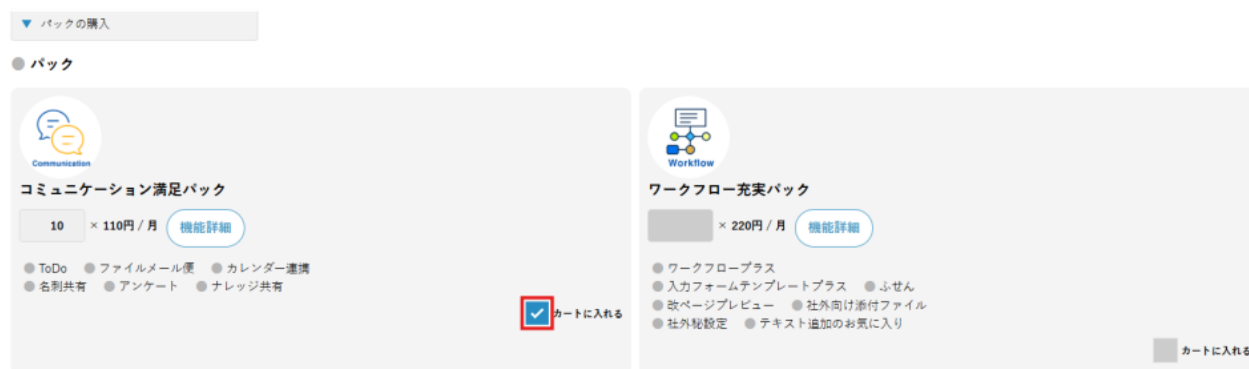 ▼ パックの購入
パック
Communication
コミュニケーション満足パック
10 × 110円 / 月 機能詳細
ToDo ファイルメール便 カレンダー連携
名刺共有 アンケート ナレッジ共有
カートに入れる
Workflow
ワークフロー充実パック
× 220円 / 月 機能詳細
ワークフロープラス
入力フォームテンプレートプラス ふせん
改ページプレビュー 社外向け添付ファイル
社外秘設定 テキスト追加のお気に入り
カートに入れる